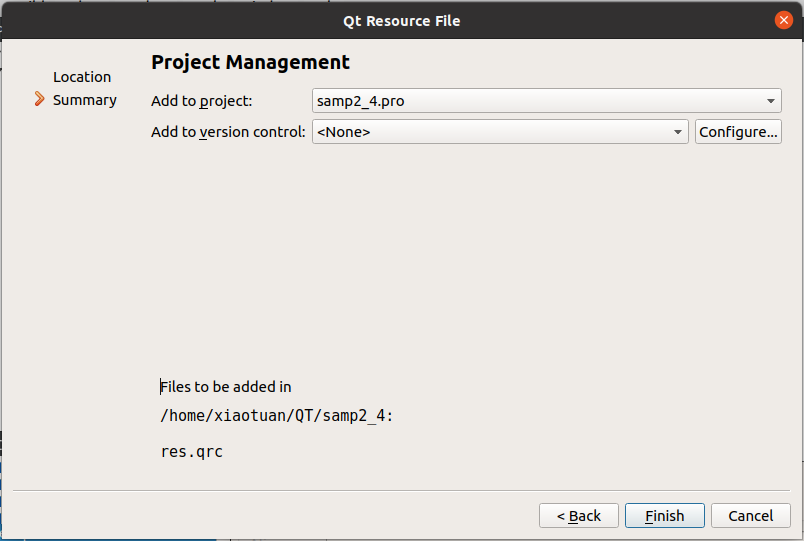 Qt Resource File
Location
Summary
Project Management
Add to project:
samp2_4.pro
Add to version control:
<None>
Configure...
Files to be added in
/home/xiaotuan/QT/samp2_4:
res.qrc
< Back
Finish
Cancel